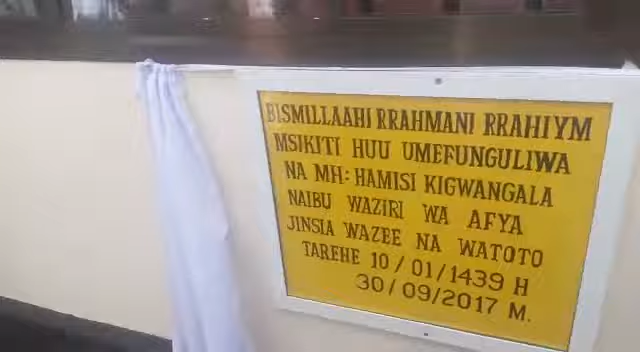 BISMILLAAHI RRAHMANI RRAHIYM
MSIKITI HUU UMEFUNGULIWA
NA MH: HAMISI KIGWANGALA
NAIBU WAZIRI WA AFYA
JINSIA WAZEE NA WATOTO
TAREHE 10/01/1439 H
30/09/2017 M.